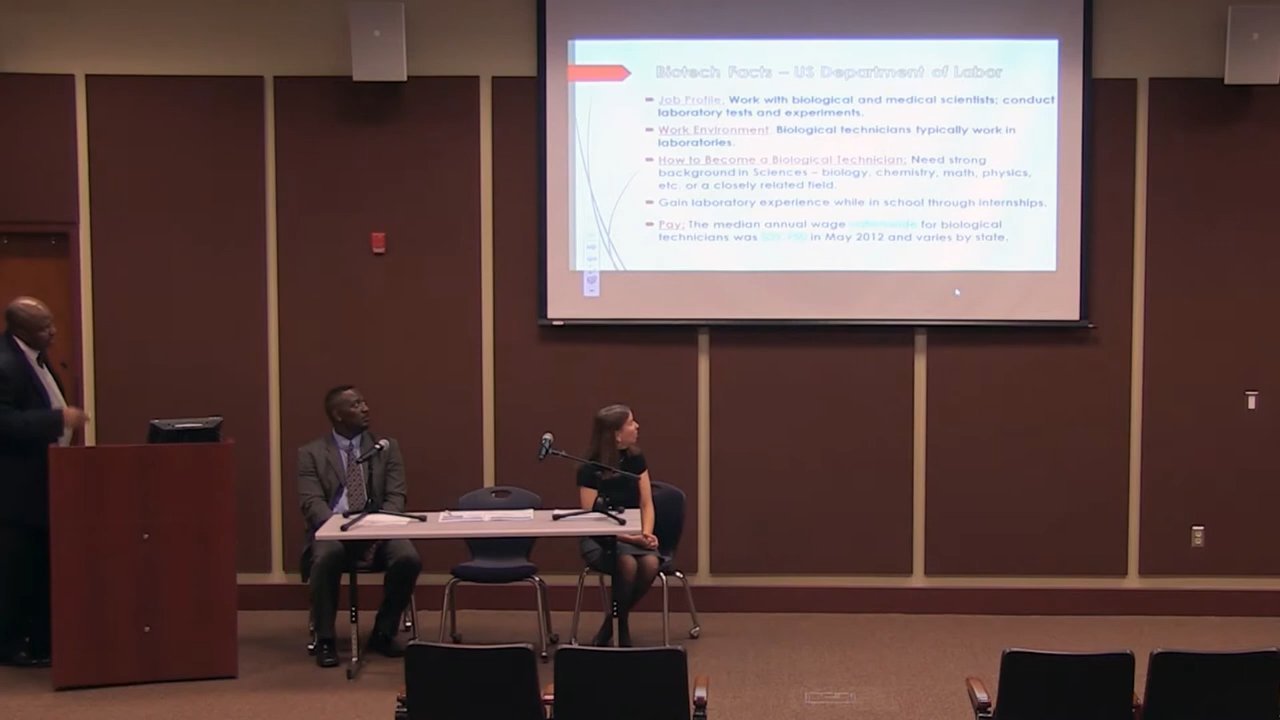 Biotech Facts – US Department of Labor
Job Profile: Work with biological and medical scientists; conduct
laboratory tests and experiments.
Work Environment: Biological technicians typically work in
laboratories.
How to Become a Biological Technician: Need strong
background in Sciences – biology, chemistry, math, physics,
etc. or a closely related field.
Gain laboratory experience while in school through internships.
Pay: The median annual wage nationwide for biological
technicians was in May 2012 and varies by state.